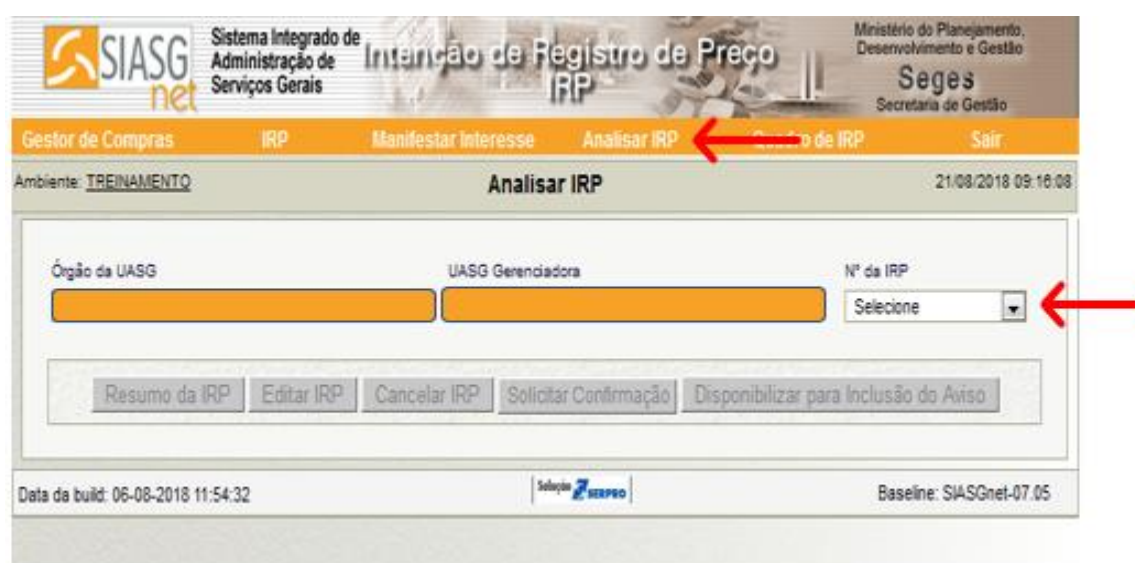 SIASG
net
Sistema Integrado de
Administração de
Serviços Gerais
Intenção de Registro de Preço
IRP
Ministério do Planejamento,
Desenvolvimento e Gestão
Seges
Secretaria de Gestão
Gestor de Compras IRP Manifestar Interesse Analisar IRP Quadro de IRP Sair
Ambiente: TREINAMENTO Analisar IRP 21/08/2018 09:16:08
Órgão da UASG UASG Gerenciadora Nº da IRP
Selecione
Resumo da IRP Editar IRP Cancelar IRP Solicitar Confirmação Disponibilizar para Inclusão do Aviso
Data da build: 06-08-2018 11:54:32 Solução SERPRO Baseline: SIASGnet-07.05